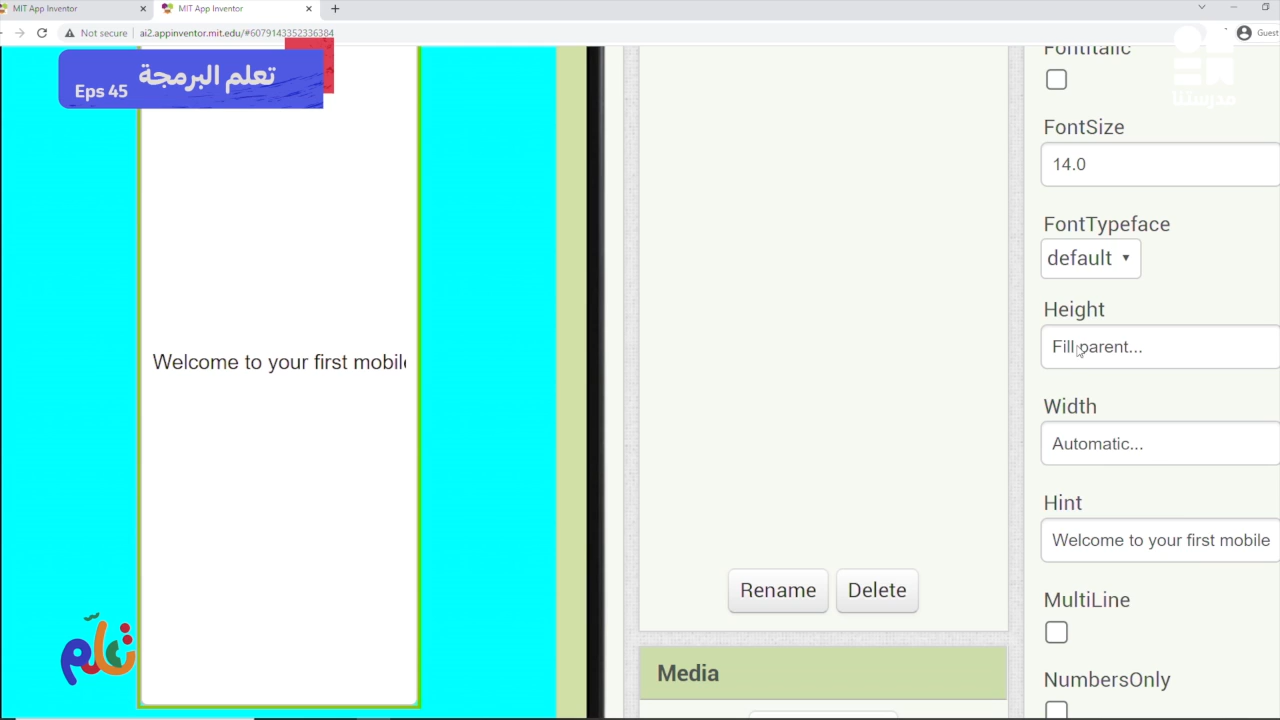 MIT App Inventor
MIT App Inventor
Not secure
ai2.appinventor.mit.edu/#6079143352336384
Guest
تعلم البرمجة
Eps 45
مدرستنا
FontItalic
FontSize
14.0
FontTypeface
default
Height
Fill parent...
Welcome to your first mobile
Width
Automatic...
Hint
Welcome to your first mobile
Rename
Delete
MultiLine
تعلّم
Media
NumbersOnly